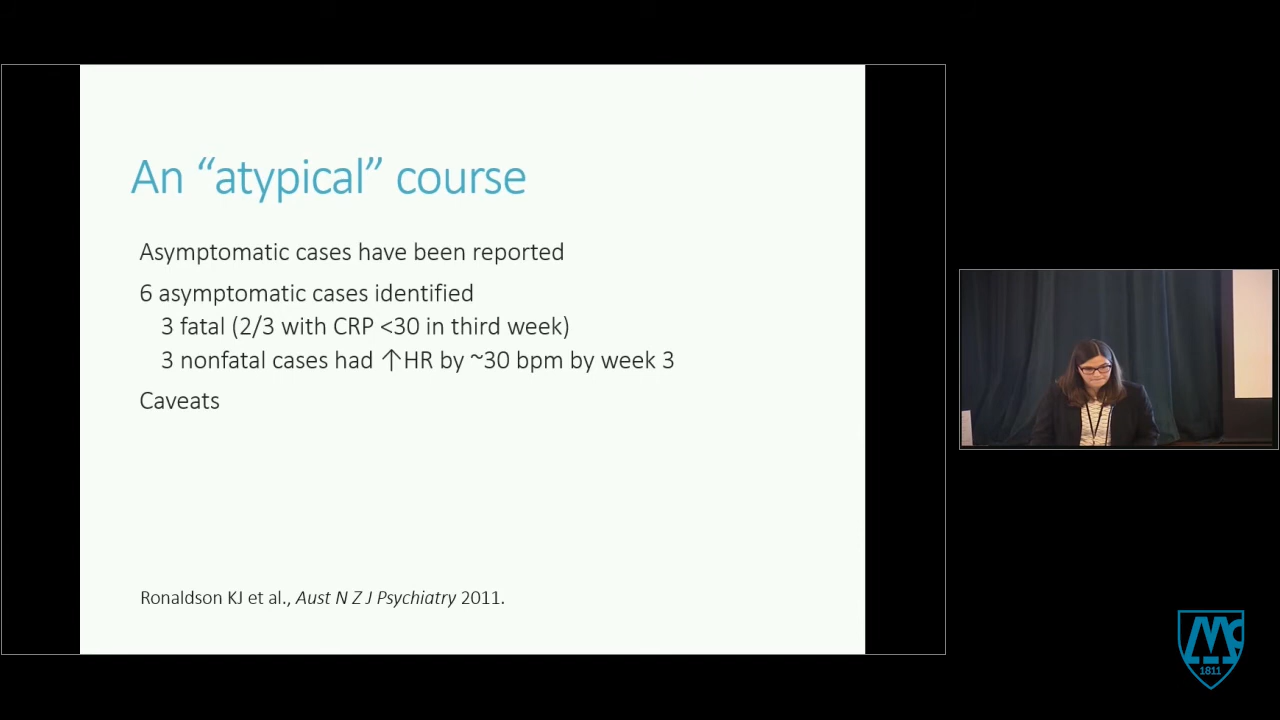 An “atypical” course
Asymptomatic cases have been reported
6 asymptomatic cases identified
3 fatal (2/3 with CRP <30 in third week)
3 nonfatal cases had ↑HR by ~30 bpm by week 3
Caveats
Ronaldson KJ et al., Aust N Z J Psychiatry 2011.
Mc
1811